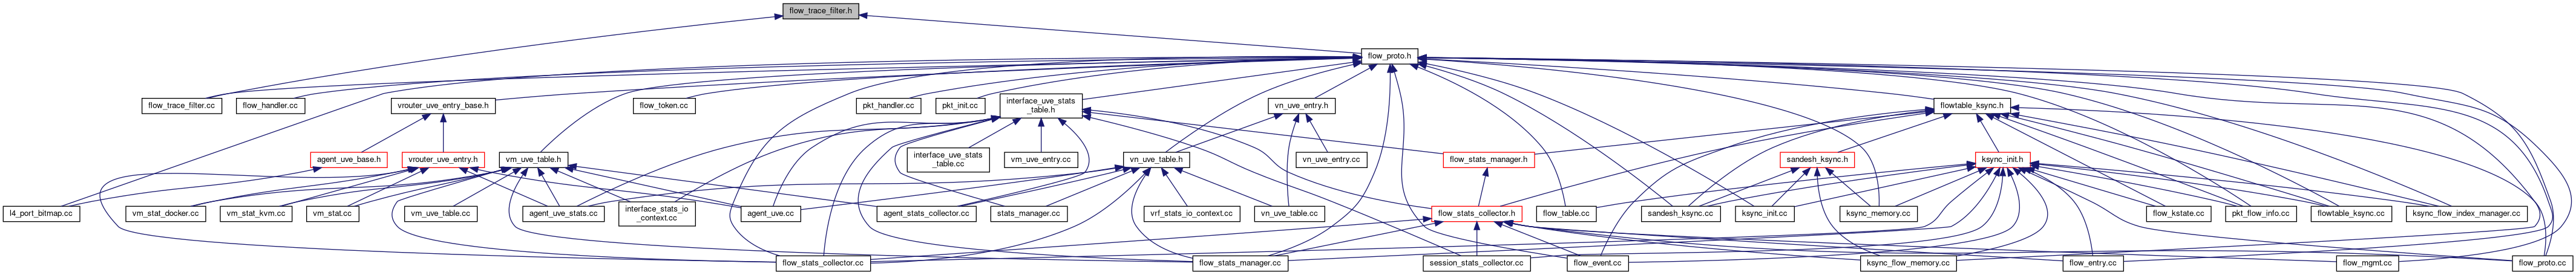 flow_trace_filter.h
flow_proto.h
flow_trace_filter.cc
flow_handler.cc
vrouter_uve_entry_base.h
flow_token.cc
pkt_handler.cc
pkt_init.cc
interface_uve_stats
_table.h
vn_uve_entry.h
flowtable_ksync.h
agent_uve_base.h
vrouter_uve_entry.h
vm_uve_table.h
interface_uve_stats
_table.cc
vm_uve_entry.cc
vn_uve_table.h
vn_uve_entry.cc
flow_stats_manager.h
sandesh_ksync.h
ksync_init.h
l4_port_bitmap.cc
vm_stat_docker.cc
vm_stat_kvm.cc
vm_stat.cc
vm_uve_table.cc
agent_uve_stats.cc
interface_stats_io
_context.cc
agent_uve.cc
agent_stats_collector.cc
stats_manager.cc
vrf_stats_io_context.cc
vn_uve_table.cc
flow_stats_collector.h
flow_table.cc
sandesh_ksync.cc
ksync_init.cc
ksync_memory.cc
flow_kstate.cc
pkt_flow_info.cc
flowtable_ksync.cc
ksync_flow_index_manager.cc
flow_stats_collector.cc
flow_stats_manager.cc
session_stats_collector.cc
flow_event.cc
ksync_flow_memory.cc
flow_entry.cc
flow_mgmt.cc
flow_proto.cc